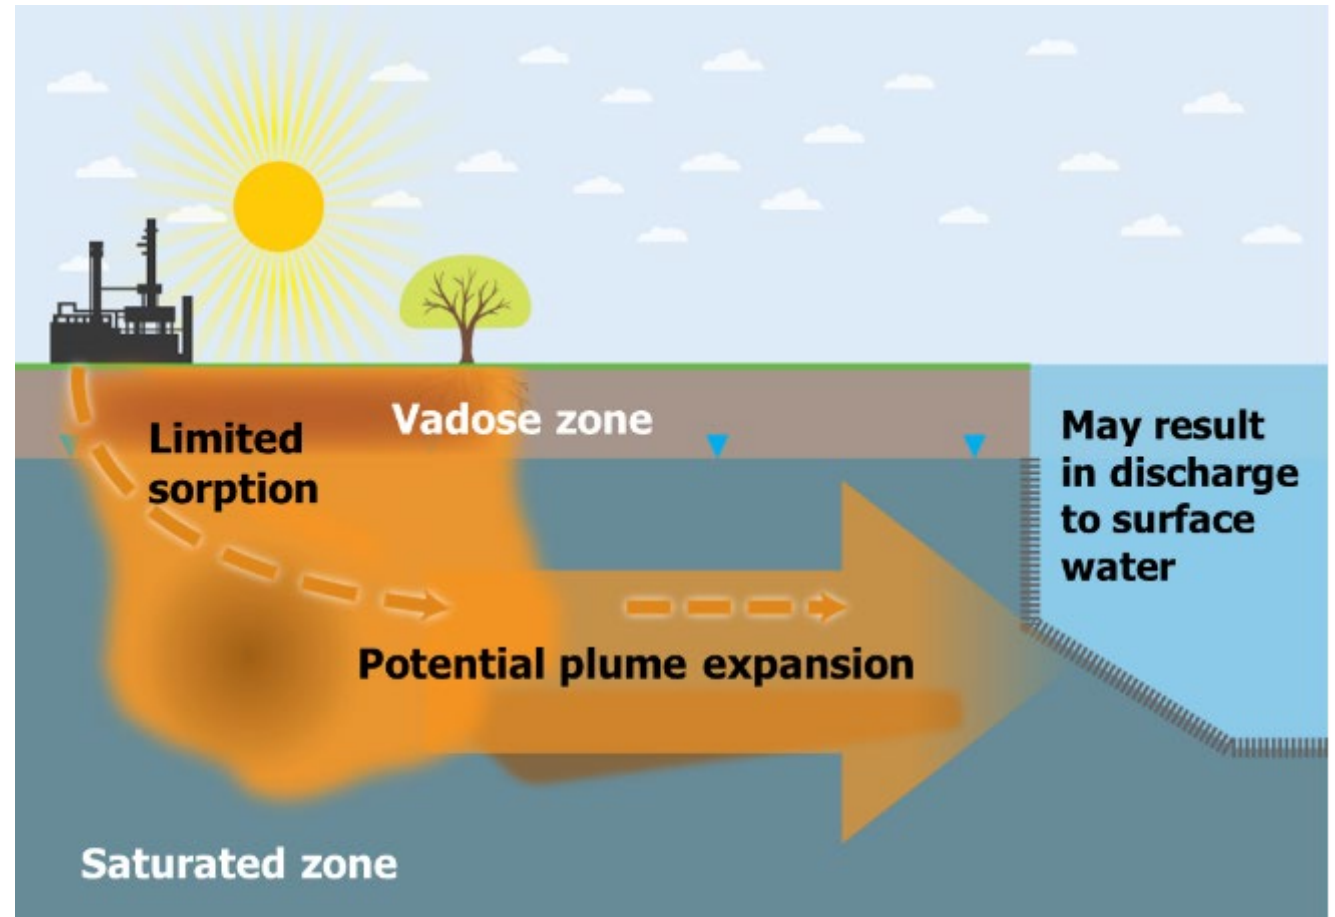 Vadose zone
Limited
sorption
May result
in discharge
to surface
water
Potential plume expansion
Saturated zone